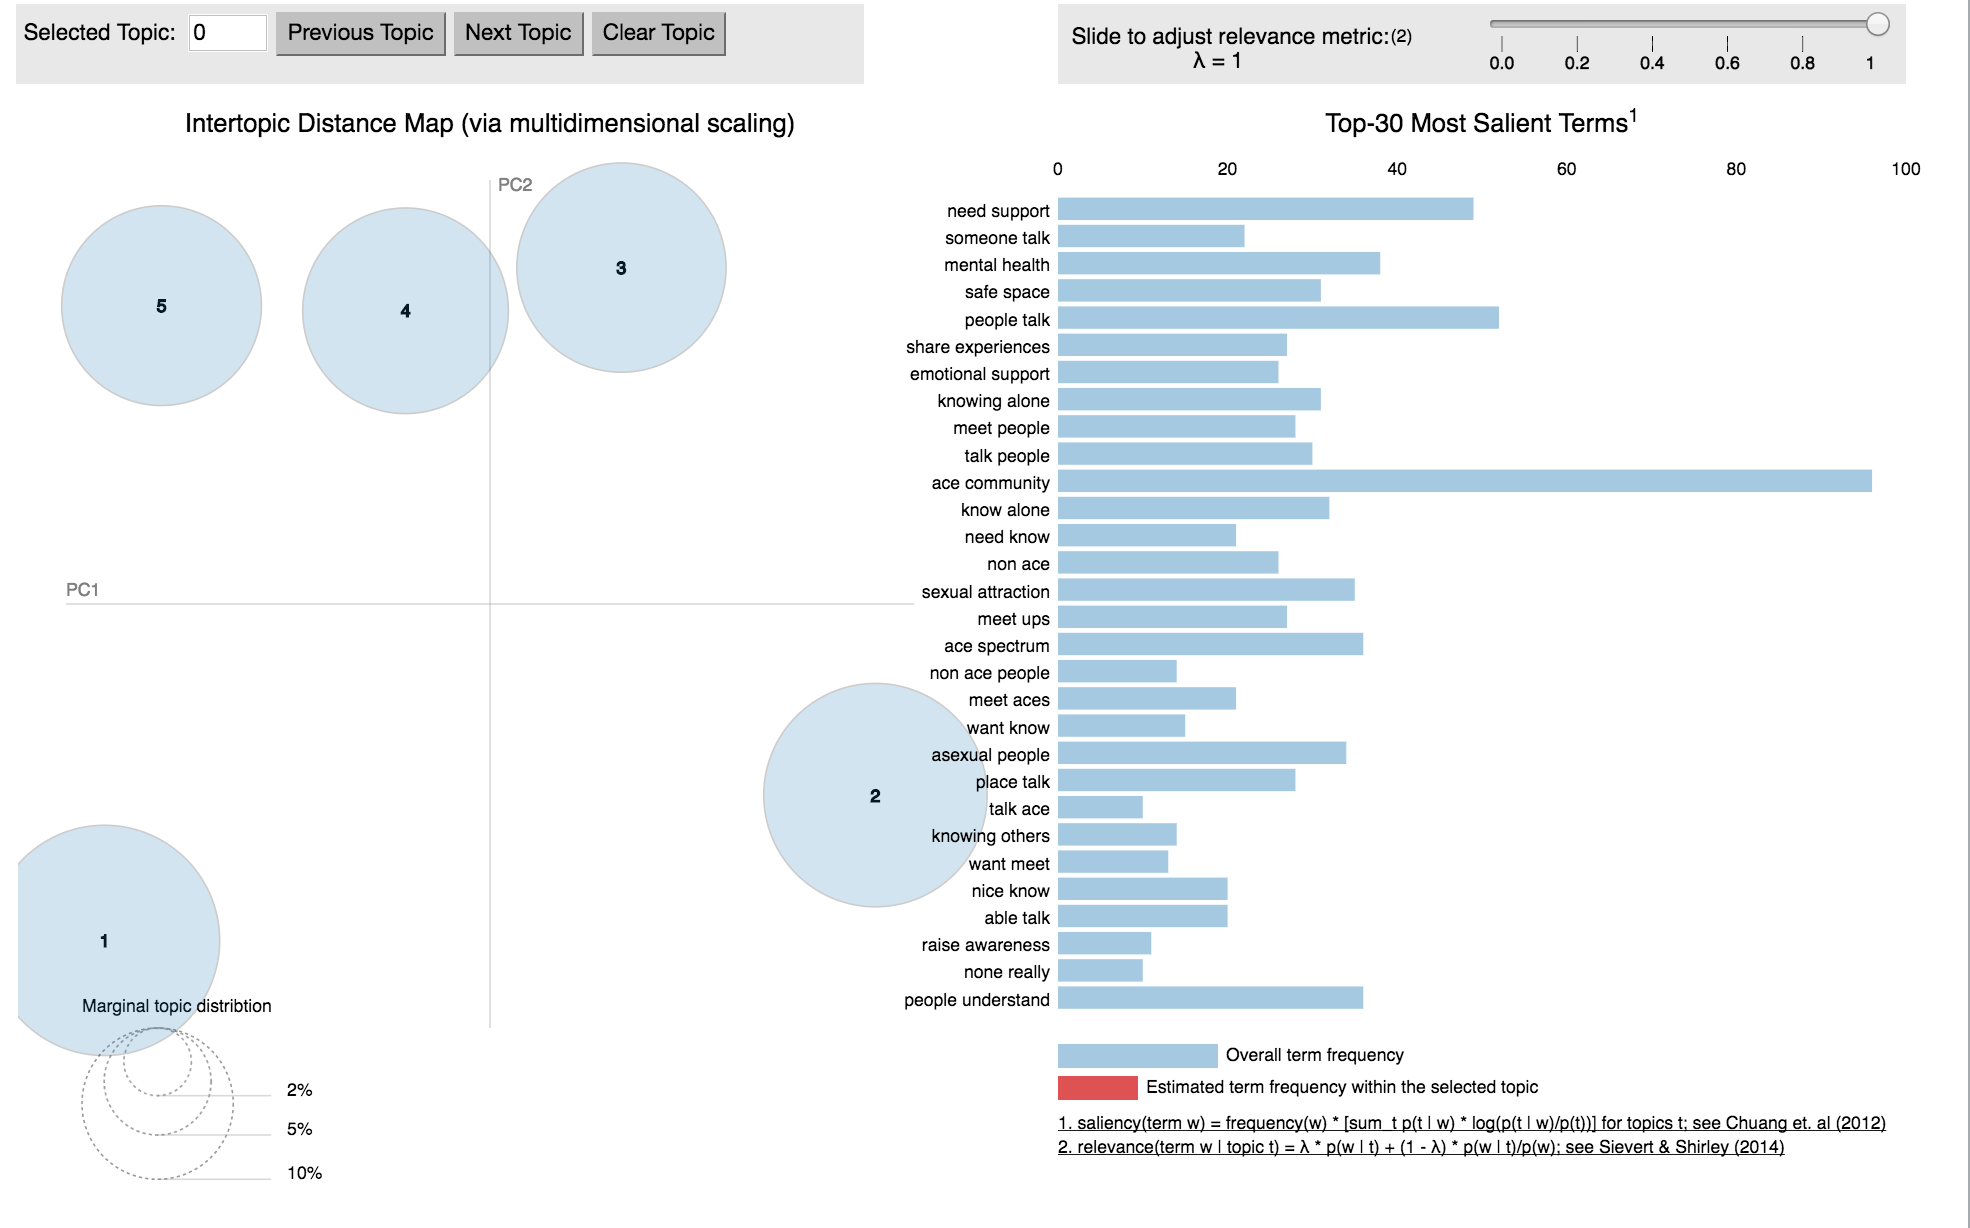 Selected Topic: 0 Previous Topic Next Topic Clear Topic
Slide to adjust relevance metric:(2)
λ = 1
0.0 0.2 0.4 0.6 0.8 1
Intertopic Distance Map (via multidimensional scaling)
PC2
PC1
5
4
3
2
1
Marginal topic distribtion
2%
5%
10%
Top-30 Most Salient Terms1
0 20 40 60 80 100
need support
someone talk
mental health
safe space
people talk
share experiences
emotional support
knowing alone
meet people
talk people
ace community
know alone
need know
non ace
sexual attraction
meet ups
ace spectrum
non ace people
meet aces
want know
asexual people
place talk
talk ace
knowing others
want meet
nice know
able talk
raise awareness
none really
people understand
Overall term frequency
Estimated term frequency within the selected topic
1. saliency(term w) = frequency(w) * [sum_t p(t | w) * log(p(t | w)/p(t))] for topics t; see Chuang et. al (2012)
2. relevance(term w | topic t) = λ * p(w | t) + (1 - λ) * p(w | t)/p(w); see Sievert & Shirley (2014)